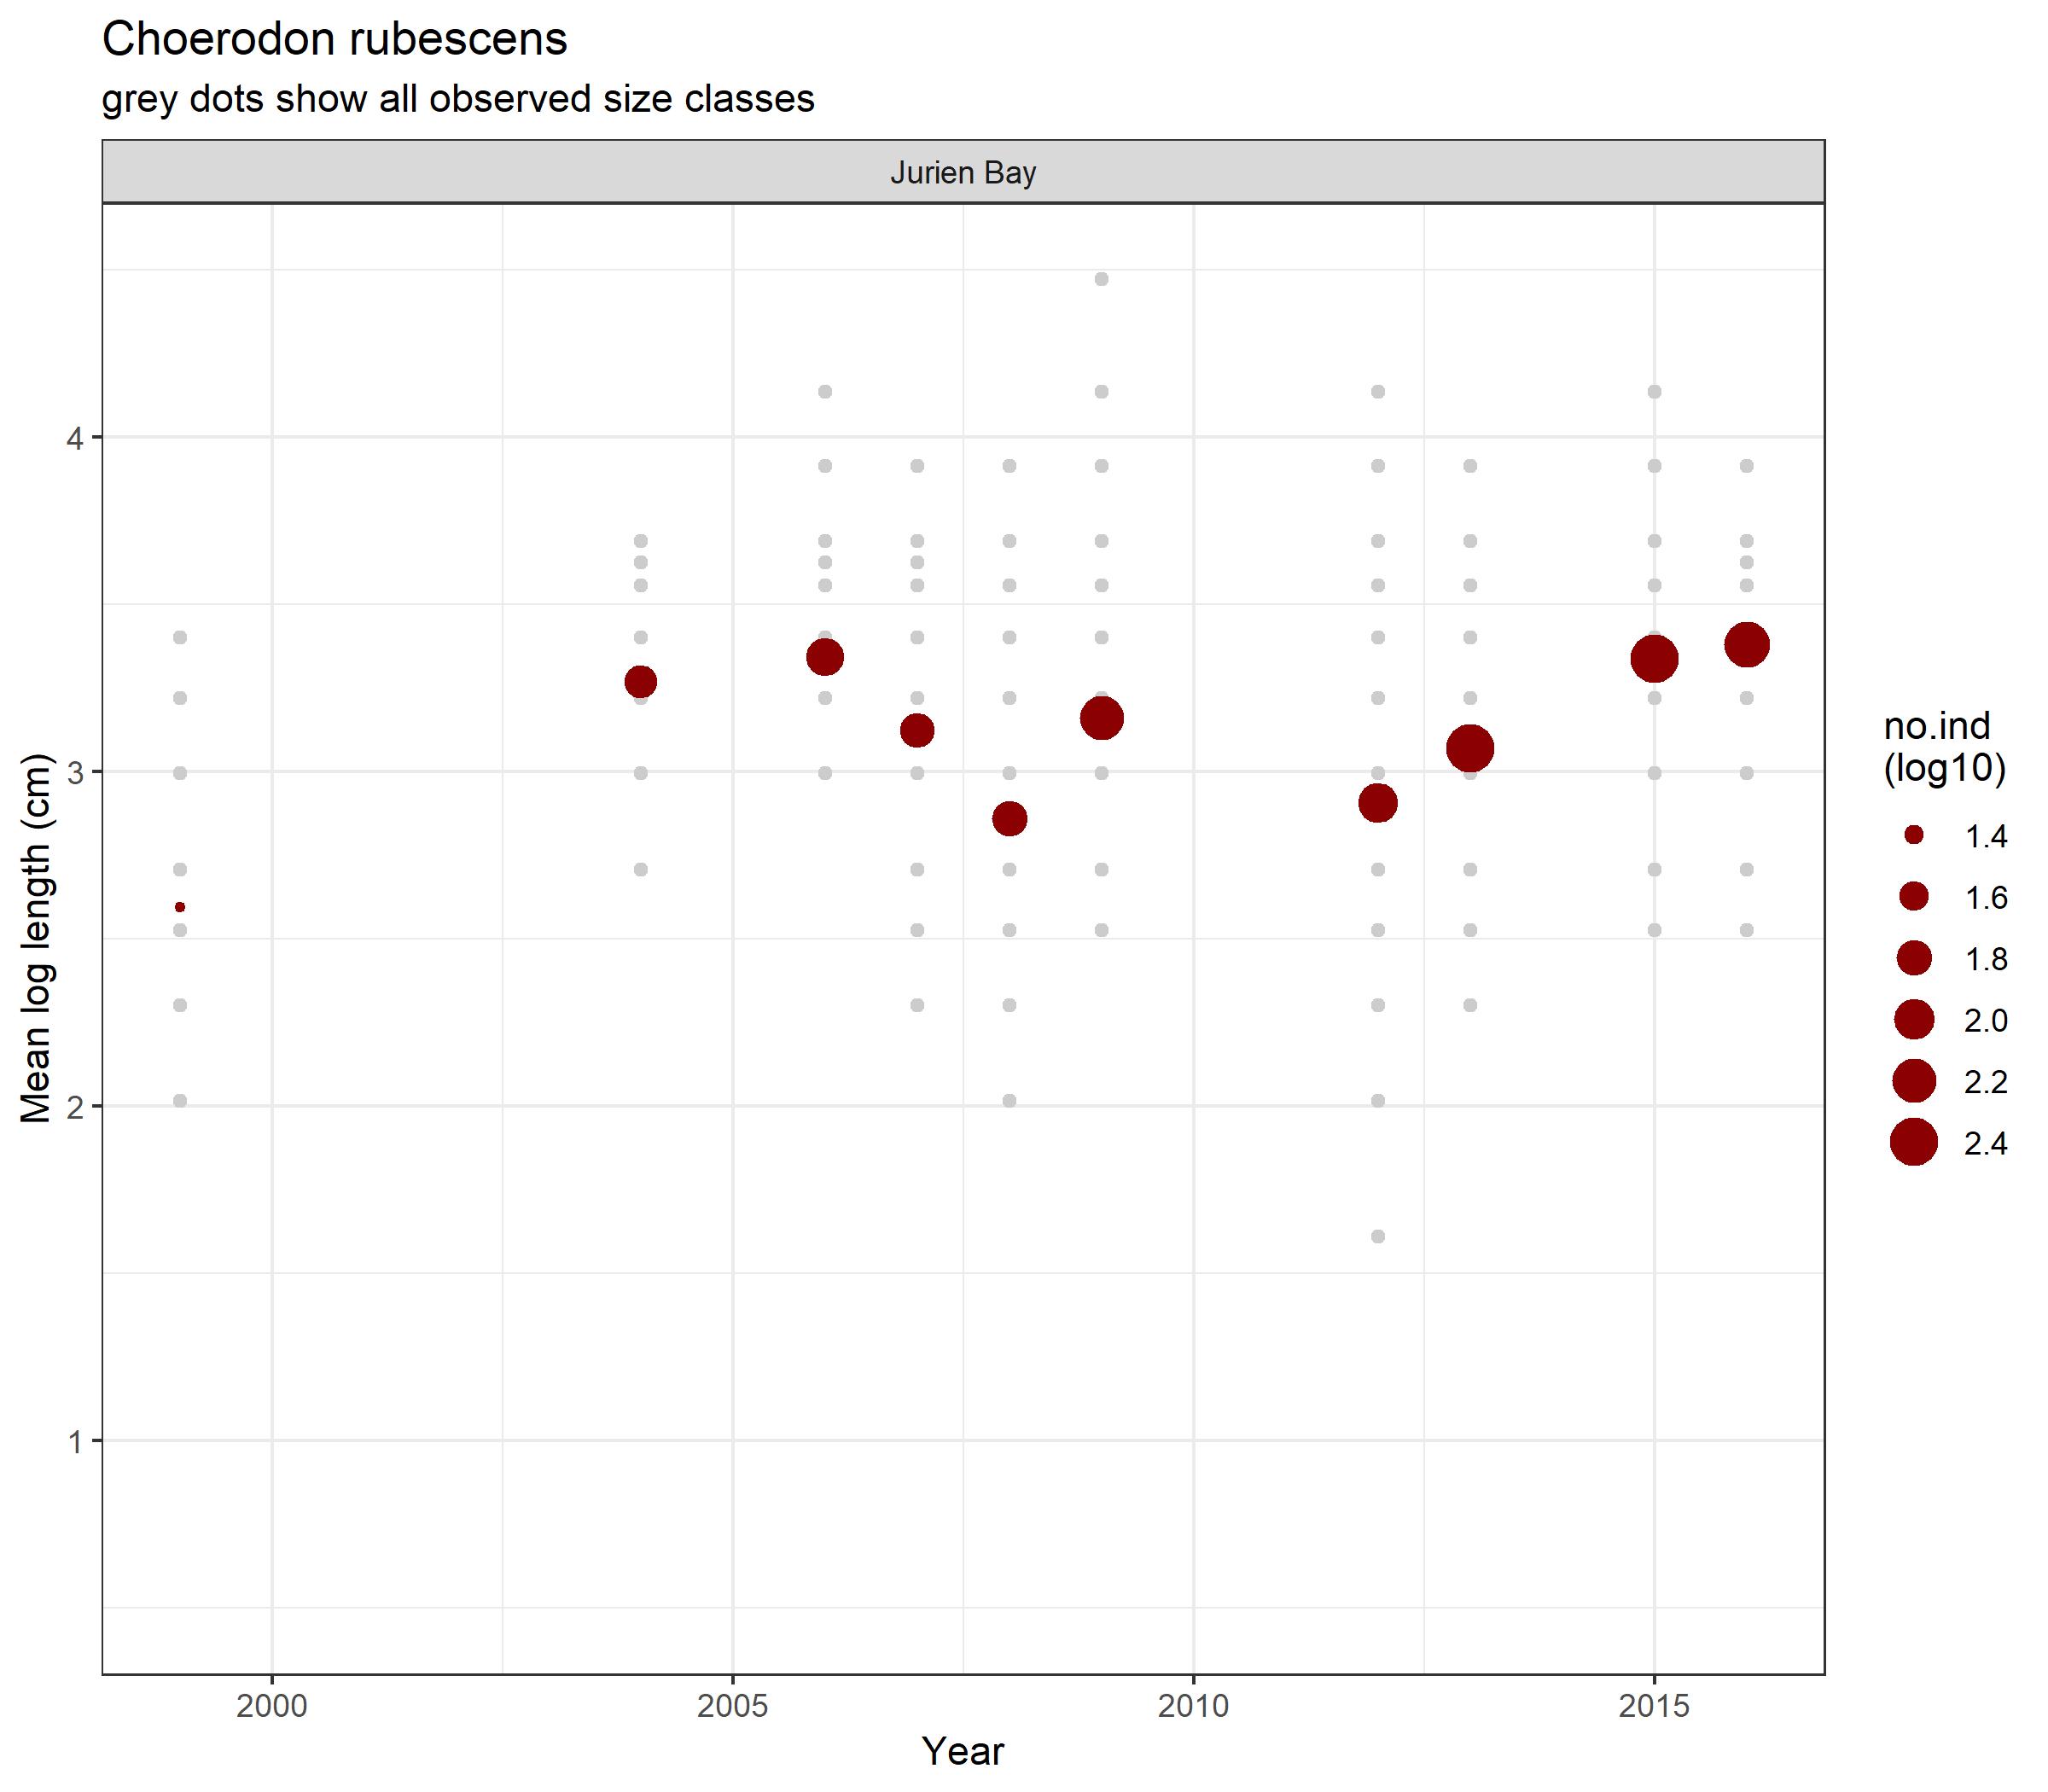 Choerodon rubescens
grey dots show all observed size classes
Jurien Bay
Mean log length (cm)
4
3
2
1
2000
2005
2010
2015
Year
no.ind
(log10)
1.4
1.6
1.8
2.0
2.2
2.4